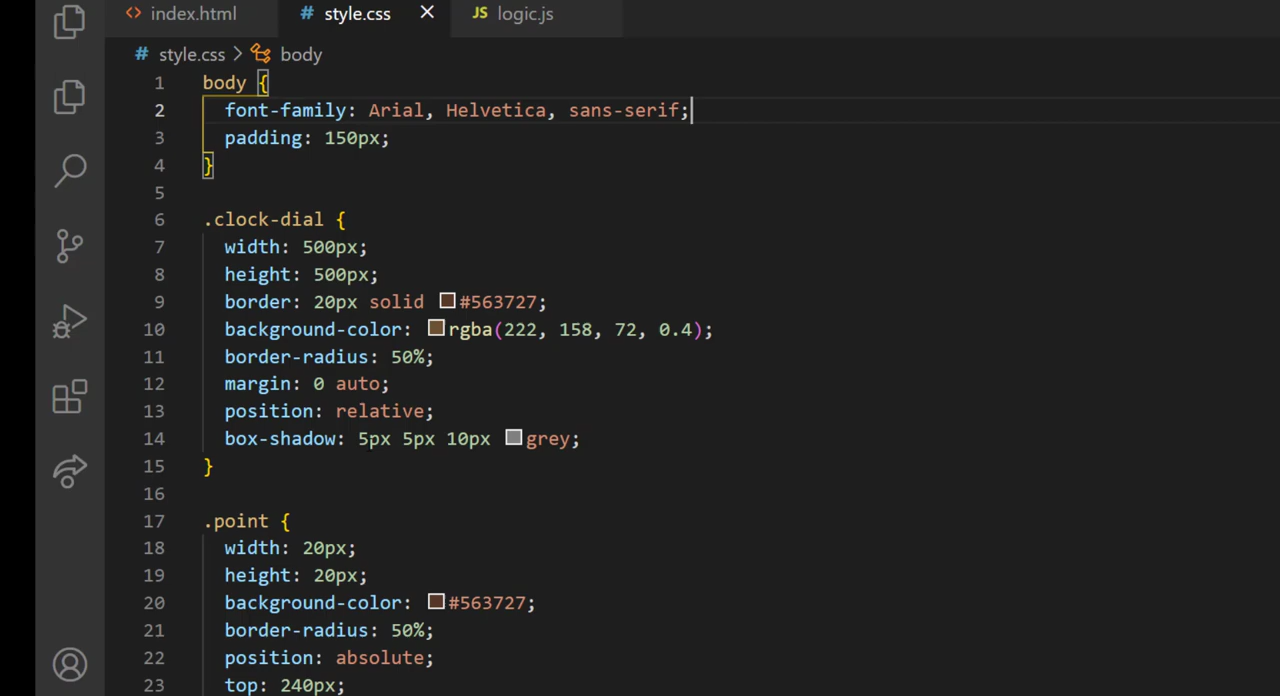 index.html style.css JS logic.js
# style.css > body
1 body {
2 font-family: Arial, Helvetica, sans-serif;
3 padding: 150px;
4 }
5
6 .clock-dial {
7 width: 500px;
8 height: 500px;
9 border: 20px solid #563727;
10 background-color: rgba(222, 158, 72, 0.4);
11 border-radius: 50%;
12 margin: 0 auto;
13 position: relative;
14 box-shadow: 5px 5px 10px grey;
15 }
16
17 .point {
18 width: 20px;
19 height: 20px;
20 background-color: #563727;
21 border-radius: 50%;
22 position: absolute;
23 top: 240px;